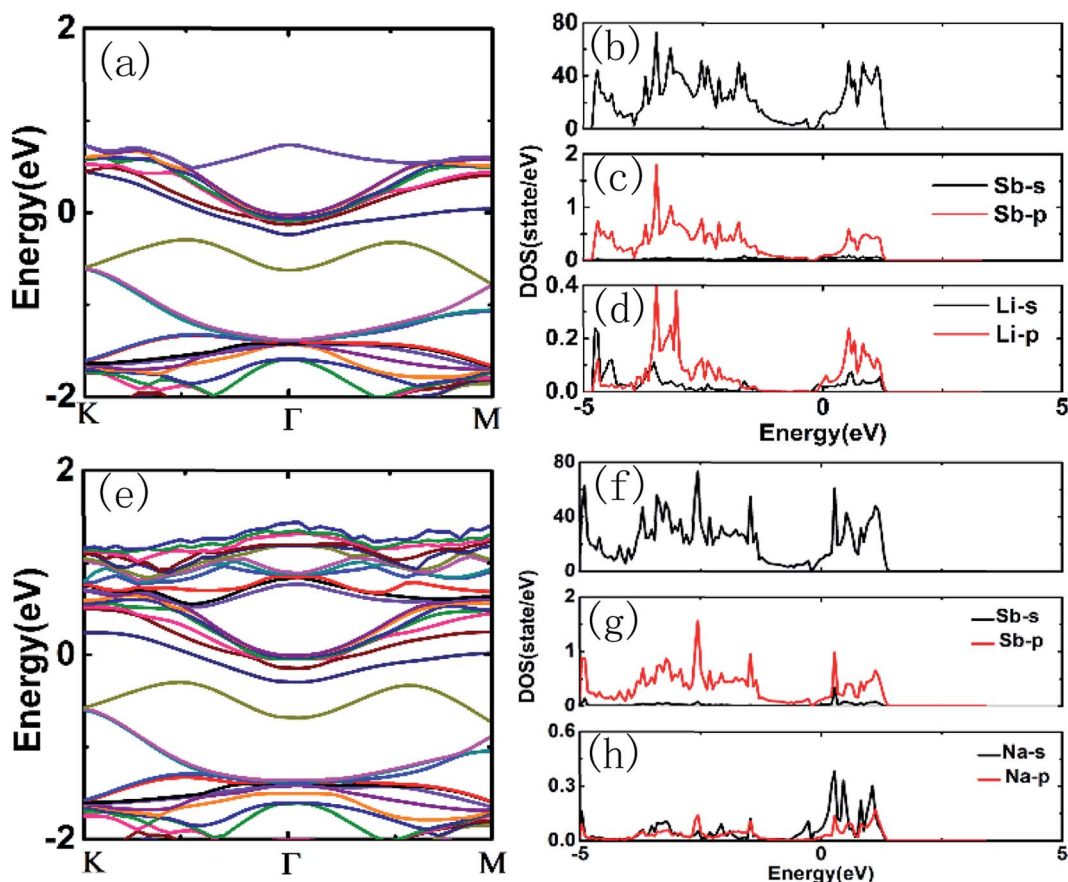 2
(a)
0
Energy(eV)
-2
K
Γ
M
80
(b)
40
0
2
(c)
Sb-s
Sb-p
1
0
DOS(state/eV)
0.4
(d)
Li-s
Li-p
0.2
0.0
-5
0
5
Energy(eV)
2
(e)
0
Energy(eV)
-2
K
Γ
M
80
(f)
40
0
2
(g)
Sb-s
Sb-p
1
0
DOS(state/eV)
0.6
(h)
Na-s
Na-p
0.3
0.0
-5
0
5
Energy(eV)